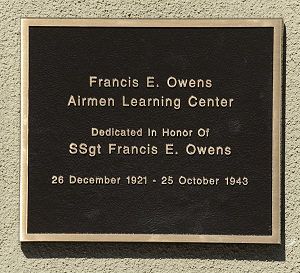 Francis E. Owens
Airmen Learning Center
Dedicated In Honor Of
SSgt Francis E. Owens
26 December 1921 - 25 October 1943